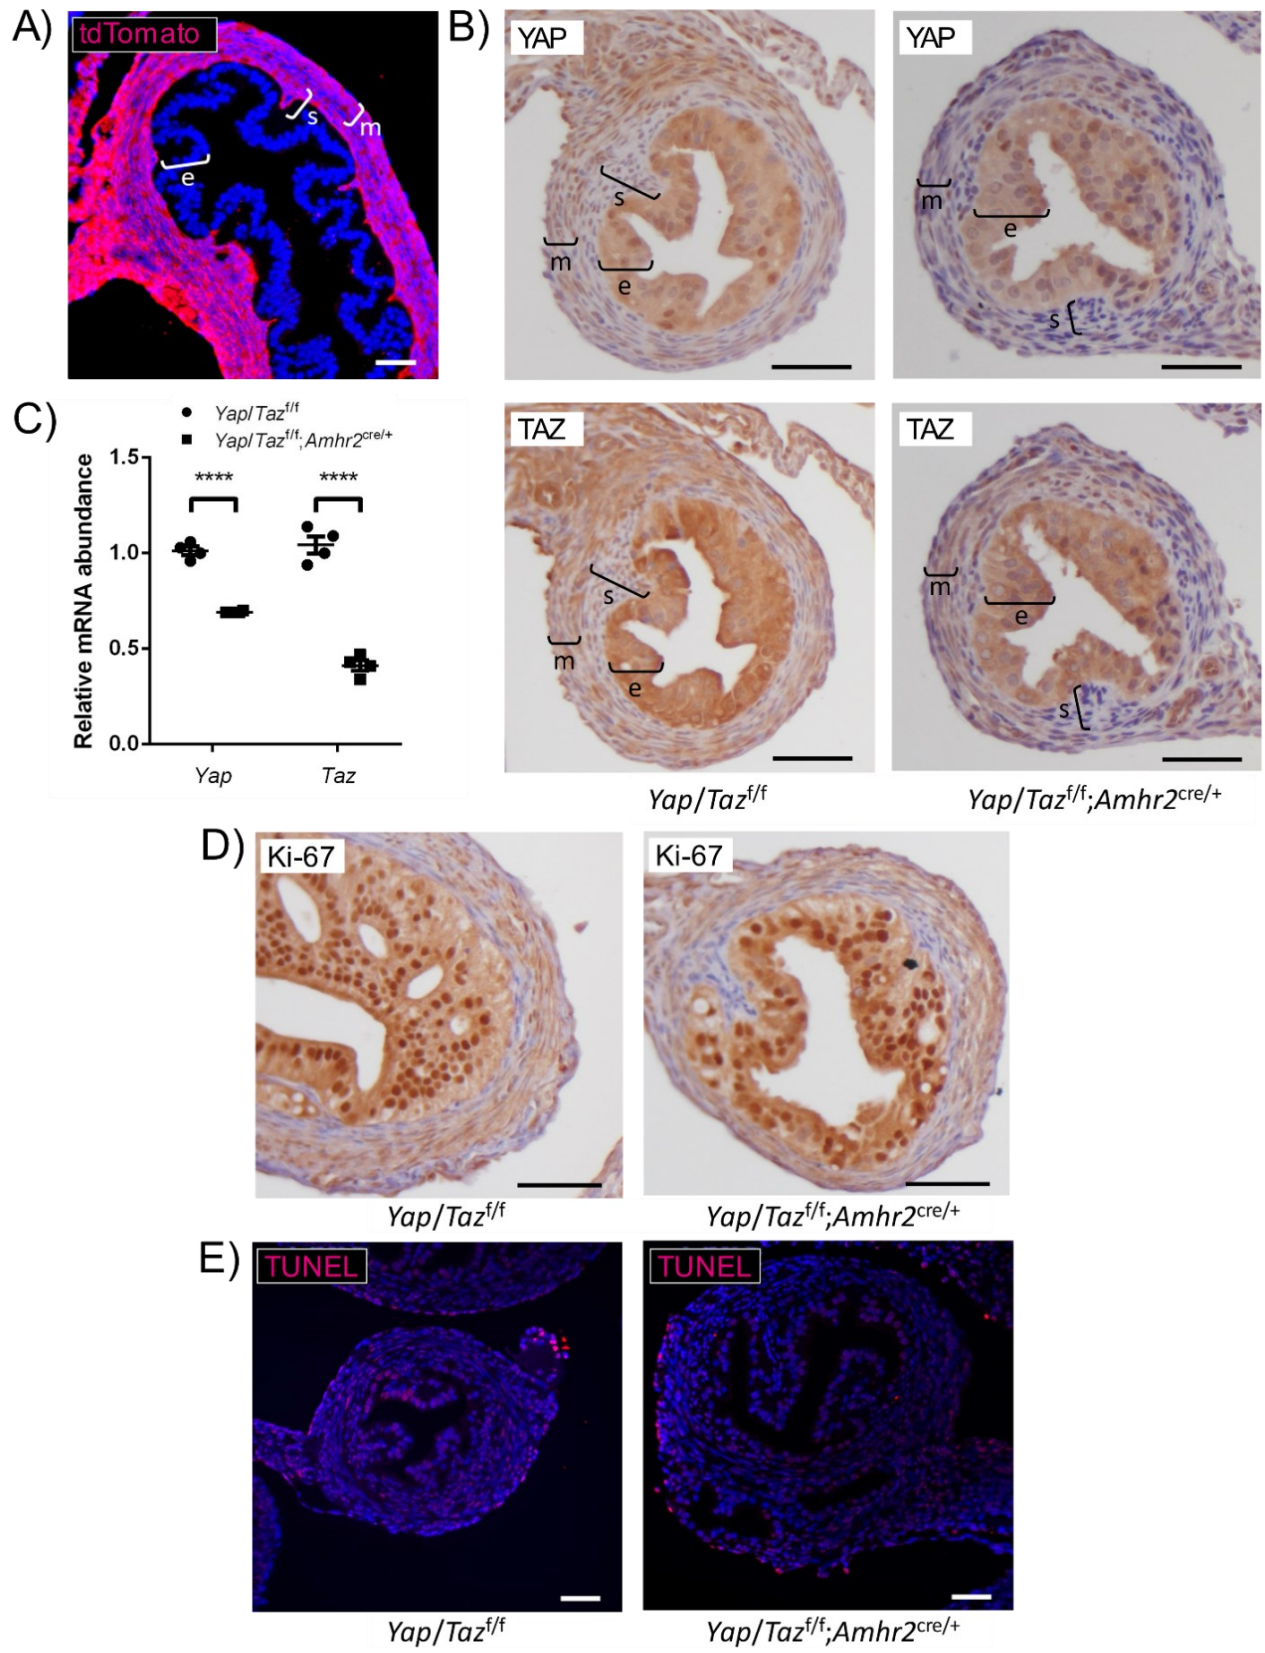 A)
tdTomato
s
m
e
B)
YAP
s
m
e
YAP
m
e
s
C)
Yap/Taz^f/f
Yap/Taz^f/f;Amhr2^cre/+
Relative mRNA abundance
1.5
1.0
0.5
0.0
****
****
Yap
Taz
TAZ
s
m
e
TAZ
m
e
s
Yap/Taz^f/f
Yap/Taz^f/f;Amhr2^cre/+
D)
Ki-67
Ki-67
Yap/Taz^f/f
Yap/Taz^f/f;Amhr2^cre/+
E)
TUNEL
TUNEL
Yap/Taz^f/f
Yap/Taz^f/f;Amhr2^cre/+